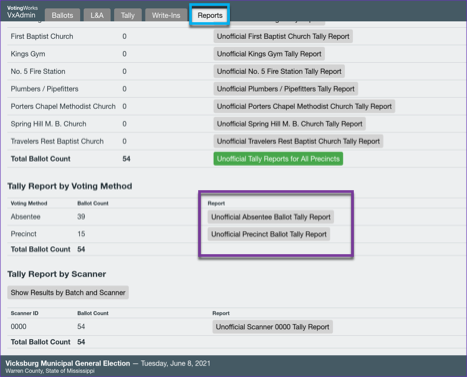 VotingWorks
VxAdmin Ballots L&A Tally Write-Ins Reports
First Baptist Church 0 Unofficial First Baptist Church Tally Report
Kings Gym 0 Unofficial Kings Gym Tally Report
No. 5 Fire Station 0 Unofficial No. 5 Fire Station Tally Report
Plumbers / Pipefitters 0 Unofficial Plumbers / Pipefitters Tally Report
Porters Chapel Methodist Church 0 Unofficial Porters Chapel Methodist Church Tally Report
Spring Hill M. B. Church 0 Unofficial Spring Hill M. B. Church Tally Report
Travelers Rest Baptist Church 0 Unofficial Travelers Rest Baptist Church Tally Report
Total Ballot Count 54 Unofficial Tally Reports for All Precincts
Tally Report by Voting Method
Voting Method Ballot Count Report
Absentee 39 Unofficial Absentee Ballot Tally Report
Precinct 15 Unofficial Precinct Ballot Tally Report
Total Ballot Count 54
Tally Report by Scanner
Show Results by Batch and Scanner
Scanner ID Ballot Count Report
0000 54 Unofficial Scanner 0000 Tally Report
Total Ballot Count 54
Vicksburg Municipal General Election — Tuesday, June 8, 2021
Warren County, State of Mississippi